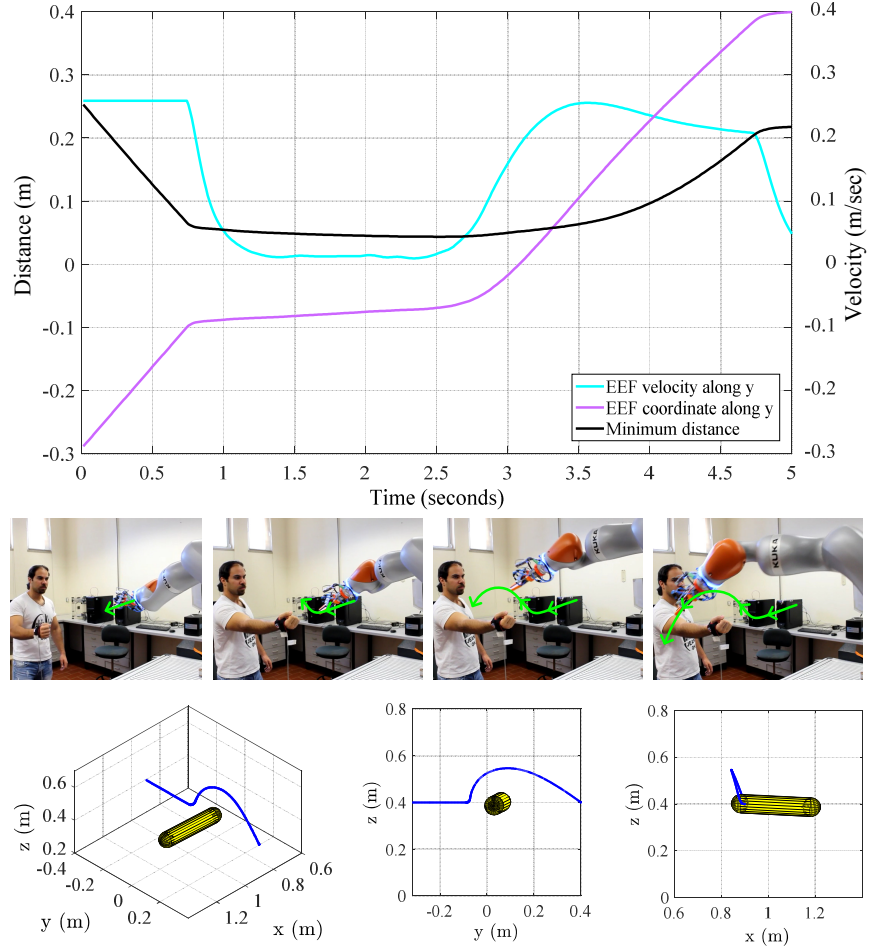 0.4
0.3
0.2
0.1
0
-0.1
-0.2
-0.3
Distance (m)
0.4
0.3
0.2
0.1
0
-0.1
-0.2
-0.3
Velocity (m/sec)
EEF velocity along y
EEF coordinate along y
Minimum distance
0 0.5 1 1.5 2 2.5 3 3.5 4 4.5 5
Time (seconds)
KUKA
KUKA
0.6
0.4
0.2
z (m)
-0.4
-0.2
0
0.2
y (m)
1.2
1
0.8
0.6
x (m)
0.8
0.6
0.4
0.2
0
z (m)
-0.2 0 0.2 0.4
y (m)
0.8
0.6
0.4
0.2
0
z (m)
0.6 0.8 1 1.2
x (m)